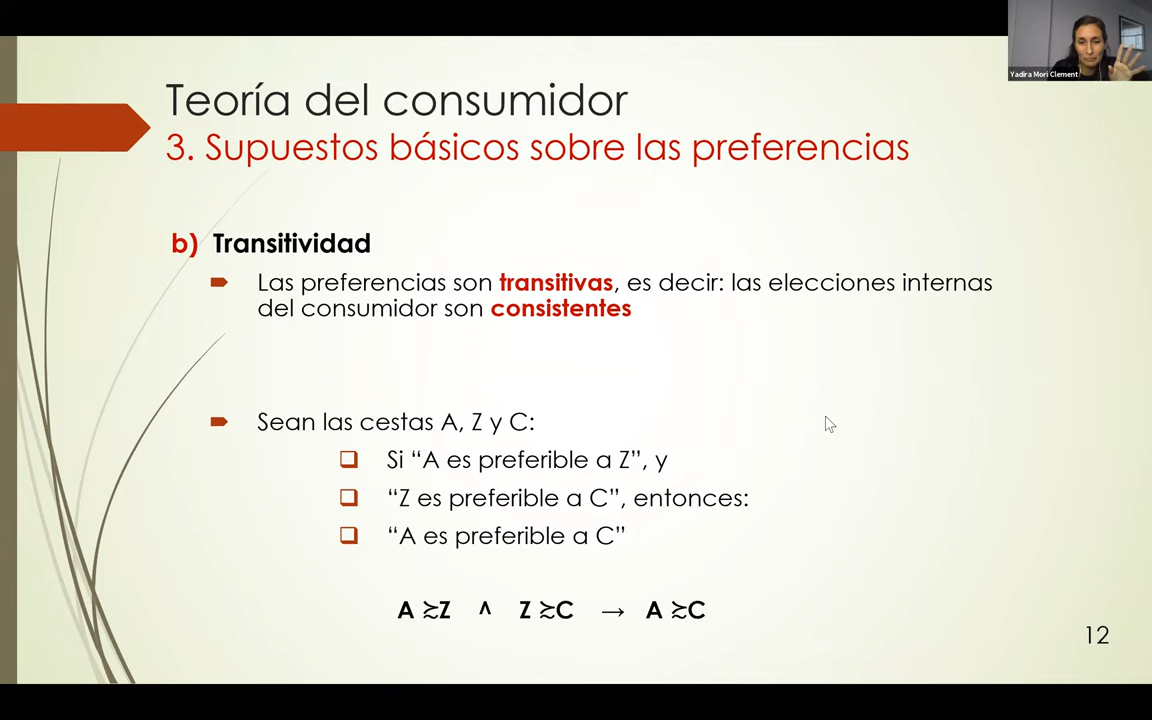 Yadira Mori Clement
Teoría del consumidor
3. Supuestos básicos sobre las preferencias
b) Transitividad
Las preferencias son transitivas, es decir: las elecciones internas
del consumidor son consistentes
Sean las cestas A, Z y C:
Si “A es preferible a Z”, y
“Z es preferible a C”, entonces:
“A es preferible a C”
A ≿Z ^ Z ≿C → A ≿C
12